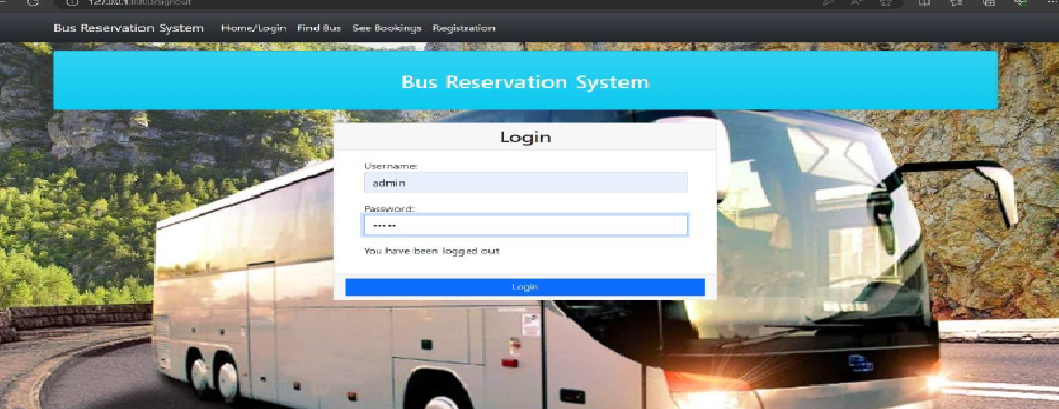 Bus Reservation System Home/Login Find Bus See Bookings Registration
Bus Reservation System
Login
Username:
admin
Password:
•••••
You have been logged out
Login